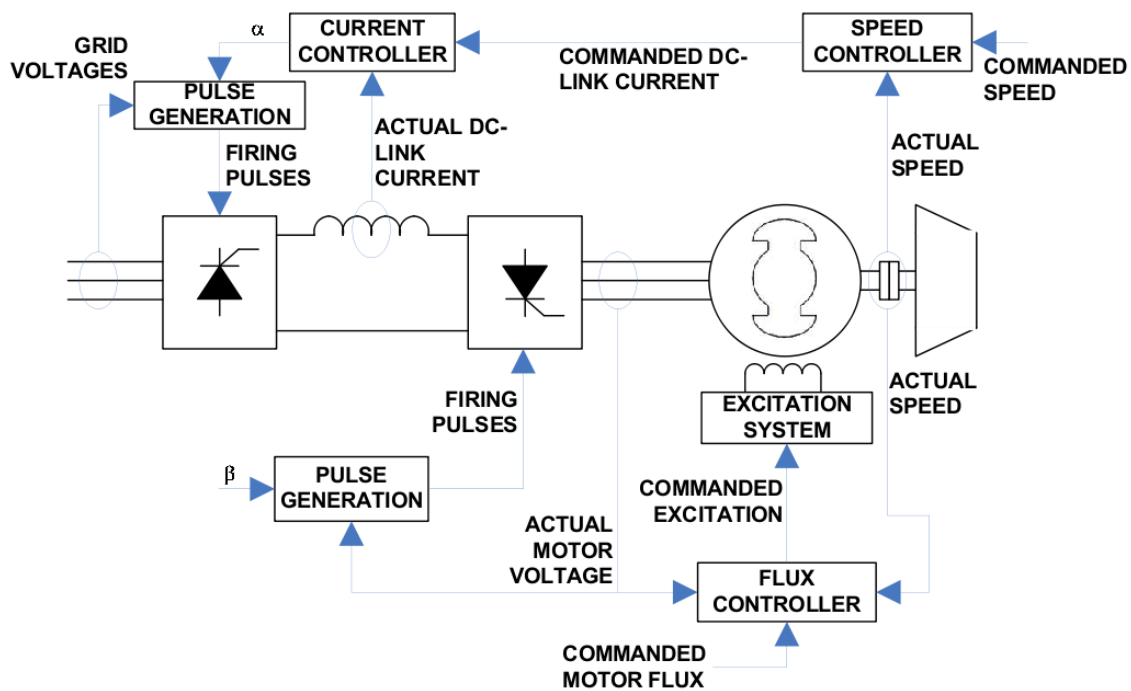 α
CURRENT
CONTROLLER
SPEED
CONTROLLER
GRID
VOLTAGES
COMMANDED DC-
LINK CURRENT
COMMANDED
SPEED
PULSE
GENERATION
ACTUAL DC-
LINK
CURRENT
ACTUAL
SPEED
FIRING
PULSES
FIRING
PULSES
EXCITATION
SYSTEM
ACTUAL
SPEED
β
PULSE
GENERATION
COMMANDED
EXCITATION
ACTUAL
MOTOR
VOLTAGE
FLUX
CONTROLLER
COMMANDED
MOTOR FLUX